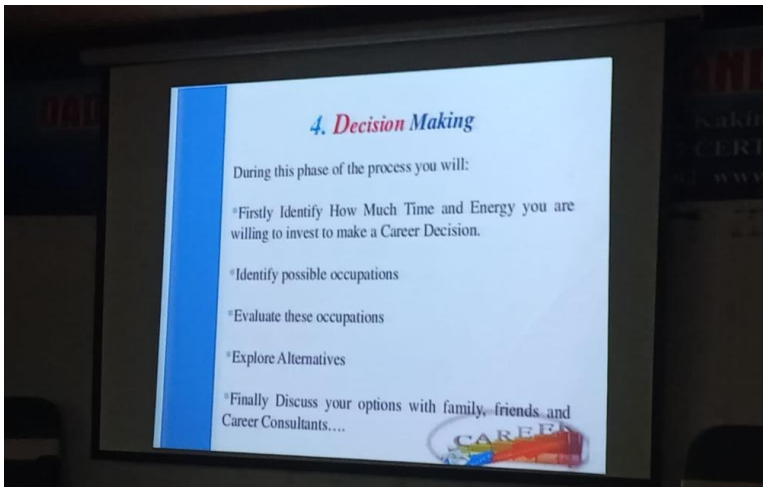 4. Decision Making
During this phase of the process you will:
*Firstly Identify How Much Time and Energy you are
willing to invest to make a Career Decision.
*Identify possible occupations
*Evaluate these occupations
*Explore Alternatives
*Finally Discuss your options with family, friends and
Career Consultants....
CAREER